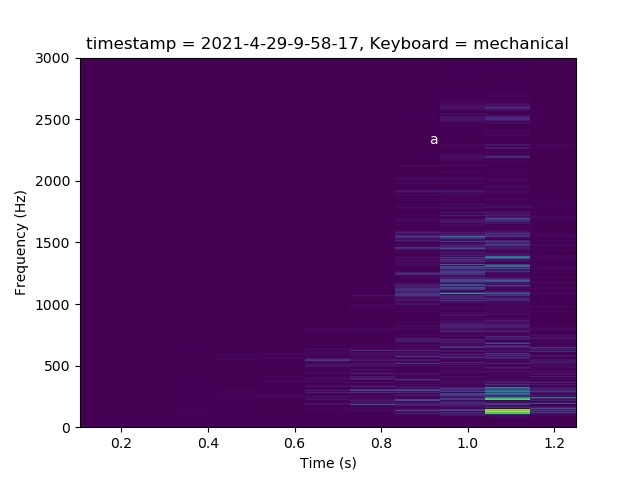 timestamp = 2021-4-29-9-58-17, Keyboard = mechanical
3000
2500
a
2000
1500
1000
500
0
Frequency (Hz)
0.2 0.4 0.6 0.8 1.0 1.2
Time (s)